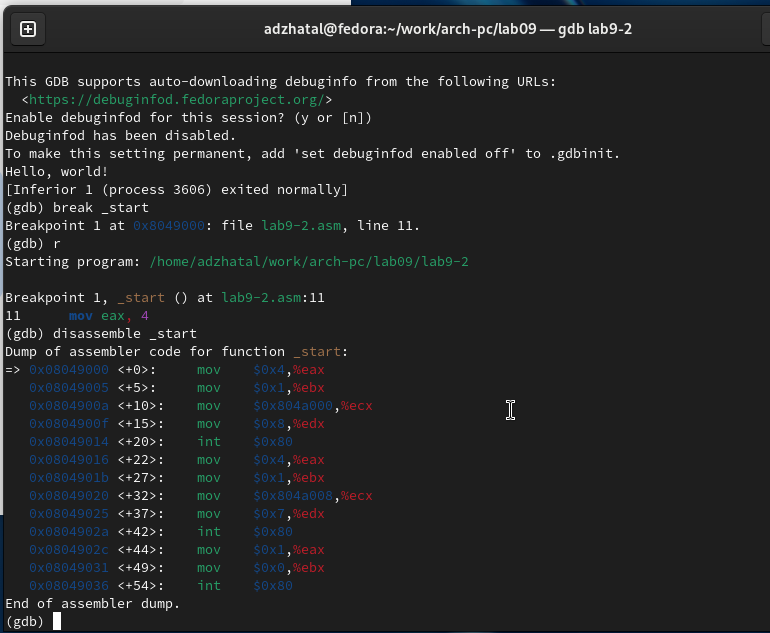 adzhatal@fedora:~/work/arch-pc/lab09 — gdb lab9-2
This GDB supports auto-downloading debuginfo from the following URLs:
  <https://debuginfod.fedoraproject.org/>
Enable debuginfod for this session? (y or [n])
Debuginfod has been disabled.
To make this setting permanent, add 'set debuginfod enabled off' to .gdbinit.
Hello, world!
[Inferior 1 (process 3606) exited normally]
(gdb) break _start
Breakpoint 1 at 0x8049000: file lab9-2.asm, line 11.
(gdb) r
Starting program: /home/adzhatal/work/arch-pc/lab09/lab9-2
Breakpoint 1, _start () at lab9-2.asm:11
11      mov eax, 4
(gdb) disassemble _start
Dump of assembler code for function _start:
=> 0x08049000 <+0>:    mov    $0x4,%eax
   0x08049005 <+5>:    mov    $0x1,%ebx
   0x0804900a <+10>:    mov    $0x804a000,%ecx
   0x0804900f <+15>:    mov    $0x8,%edx
   0x08049014 <+20>:    int    $0x80
   0x08049016 <+22>:    mov    $0x4,%eax
   0x0804901b <+27>:    mov    $0x1,%ebx
   0x08049020 <+32>:    mov    $0x804a008,%ecx
   0x08049025 <+37>:    mov    $0x7,%edx
   0x0804902a <+42>:    int    $0x80
   0x0804902c <+44>:    mov    $0x1,%eax
   0x08049031 <+49>:    mov    $0x0,%ebx
   0x08049036 <+54>:    int    $0x80
End of assembler dump.
(gdb)